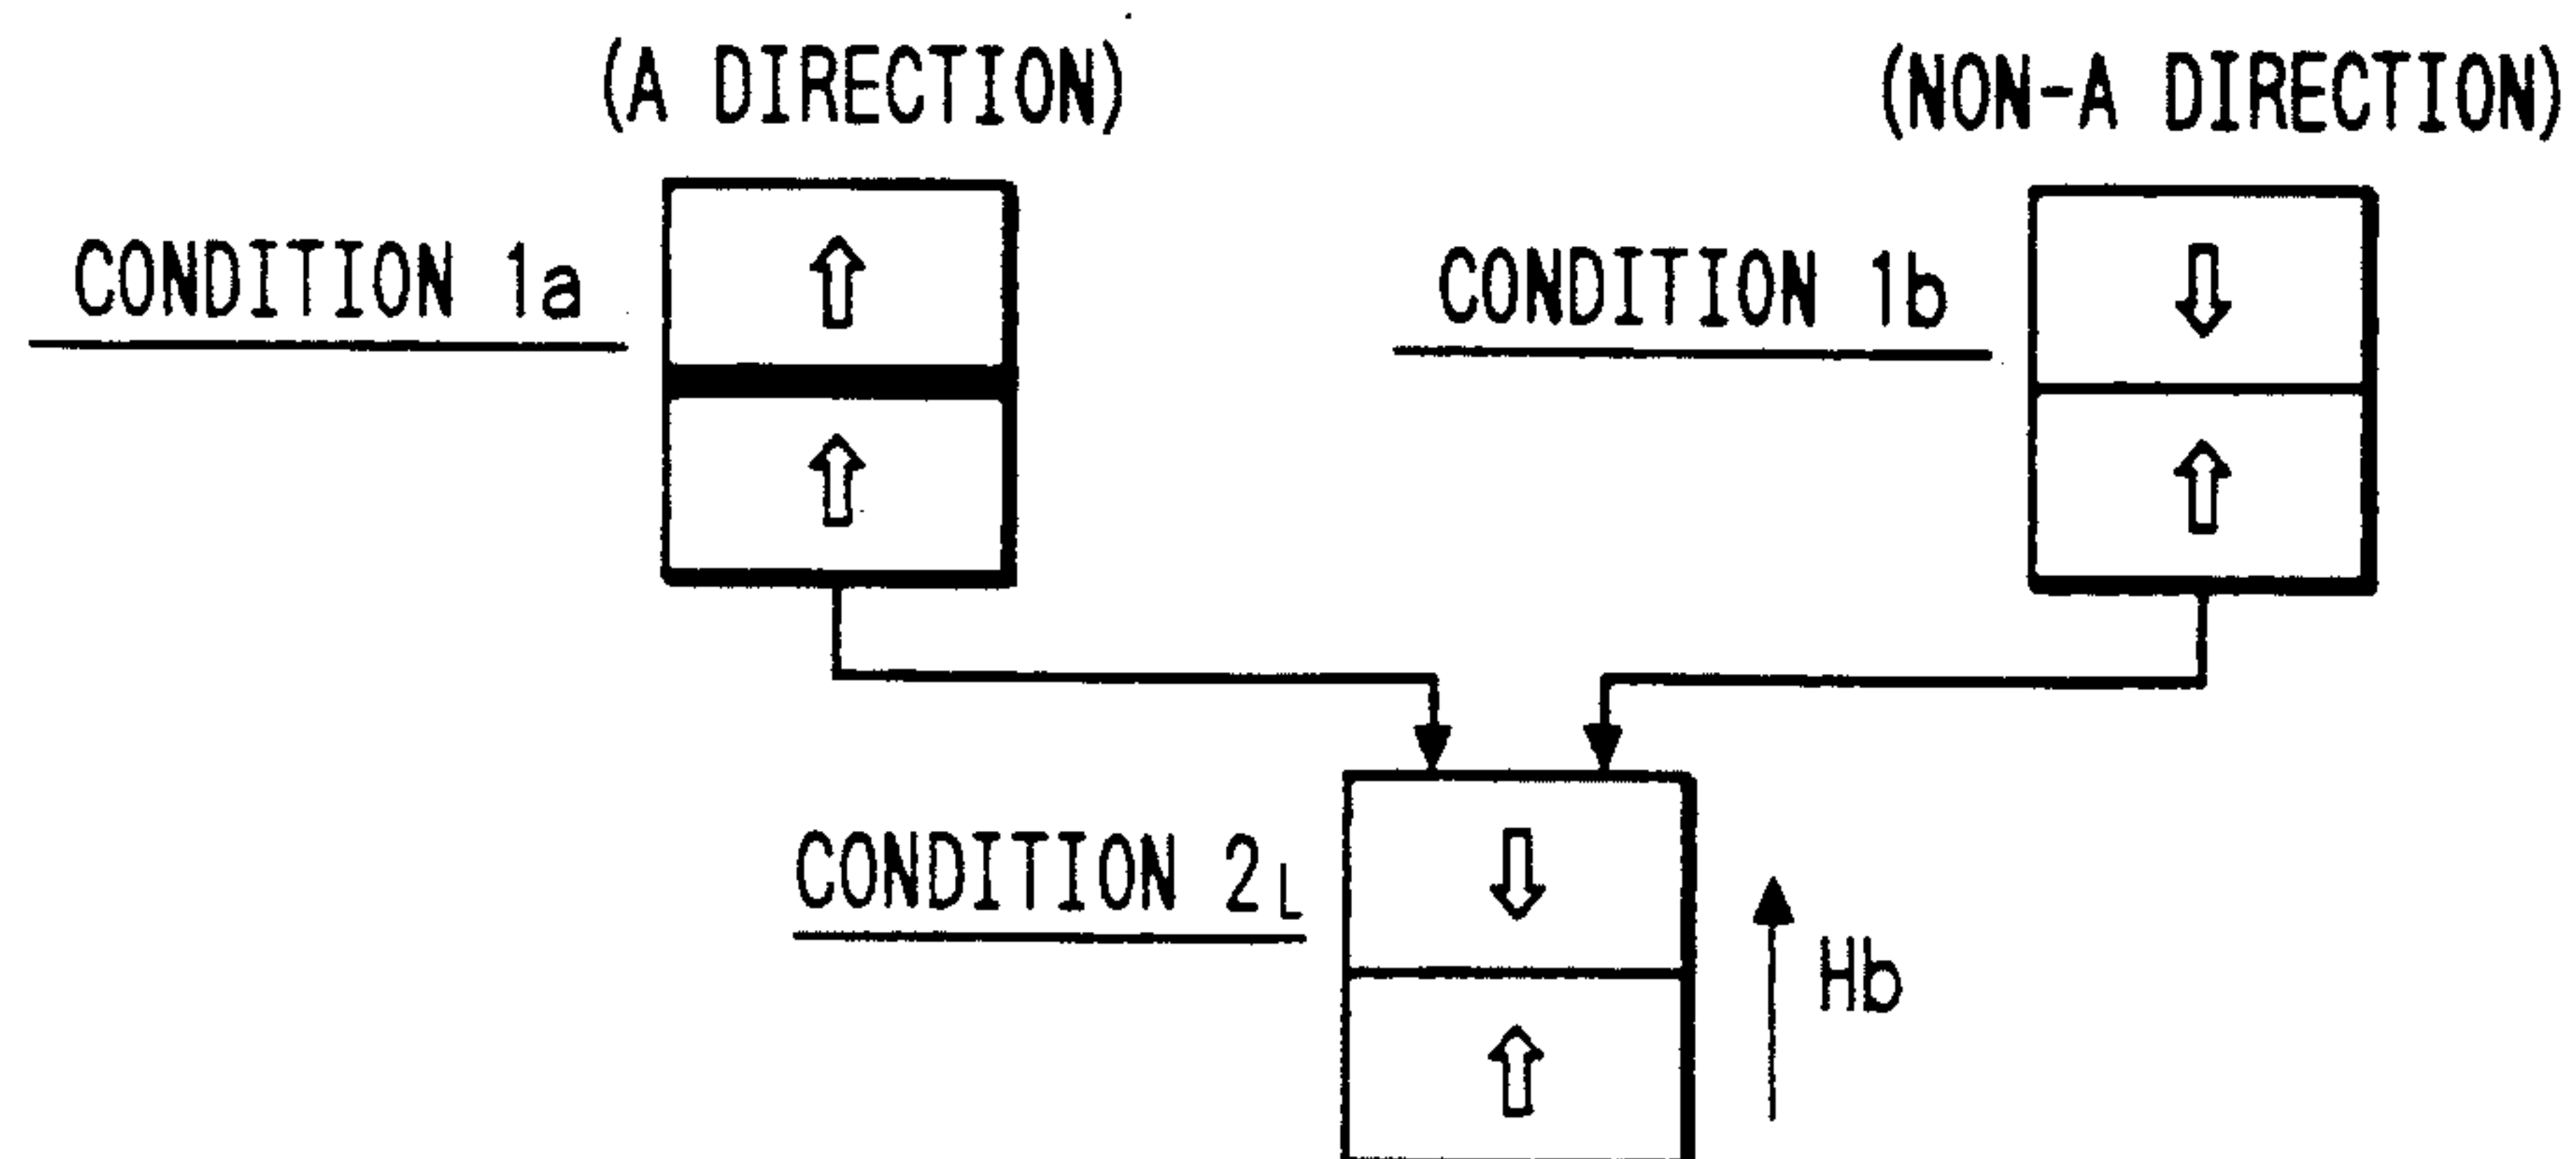 (A DIRECTION)
(NON-A DIRECTION)
CONDITION 1a
CONDITION 1b
CONDITION 2L
Hb